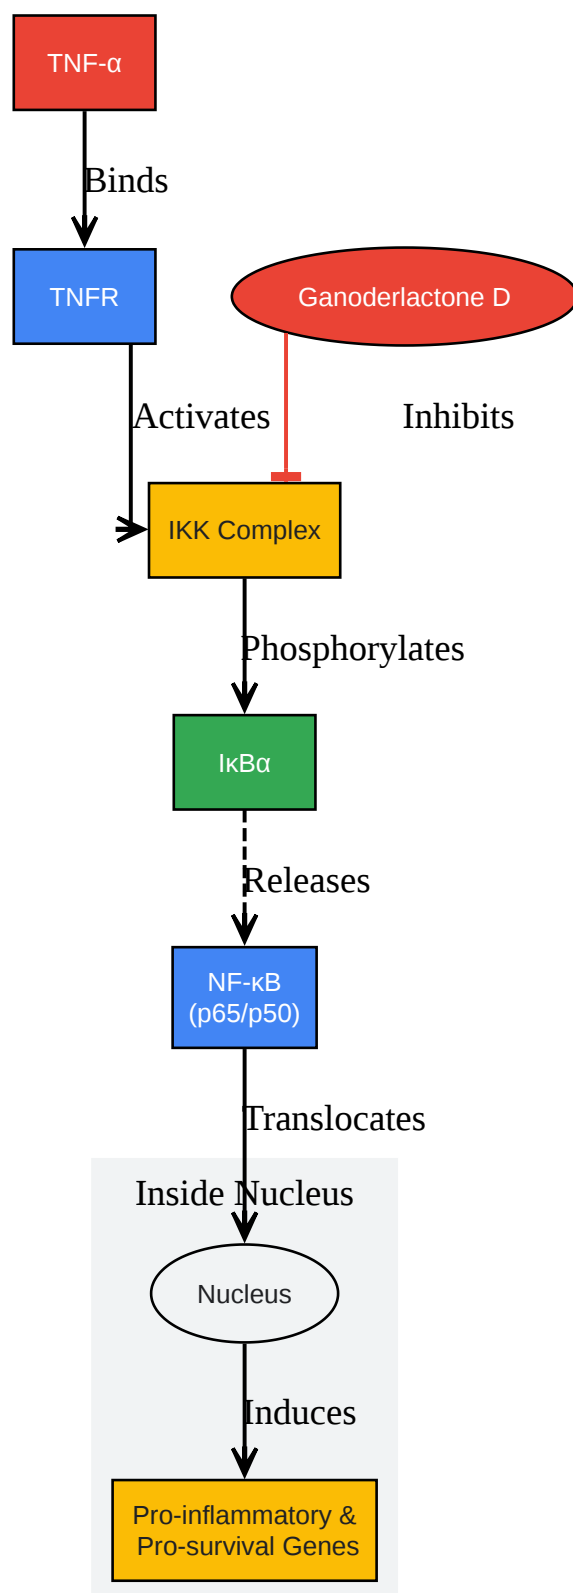 TNF-α
Binds
TNFR
Ganoderlactone D
Activates
Inhibits
IKK Complex
Phosphorylates
IκBα
Releases
NF-κB
(p65/p50)
Translocates
Inside Nucleus
Nucleus
Induces
Pro-inflammatory &
Pro-survival Genes